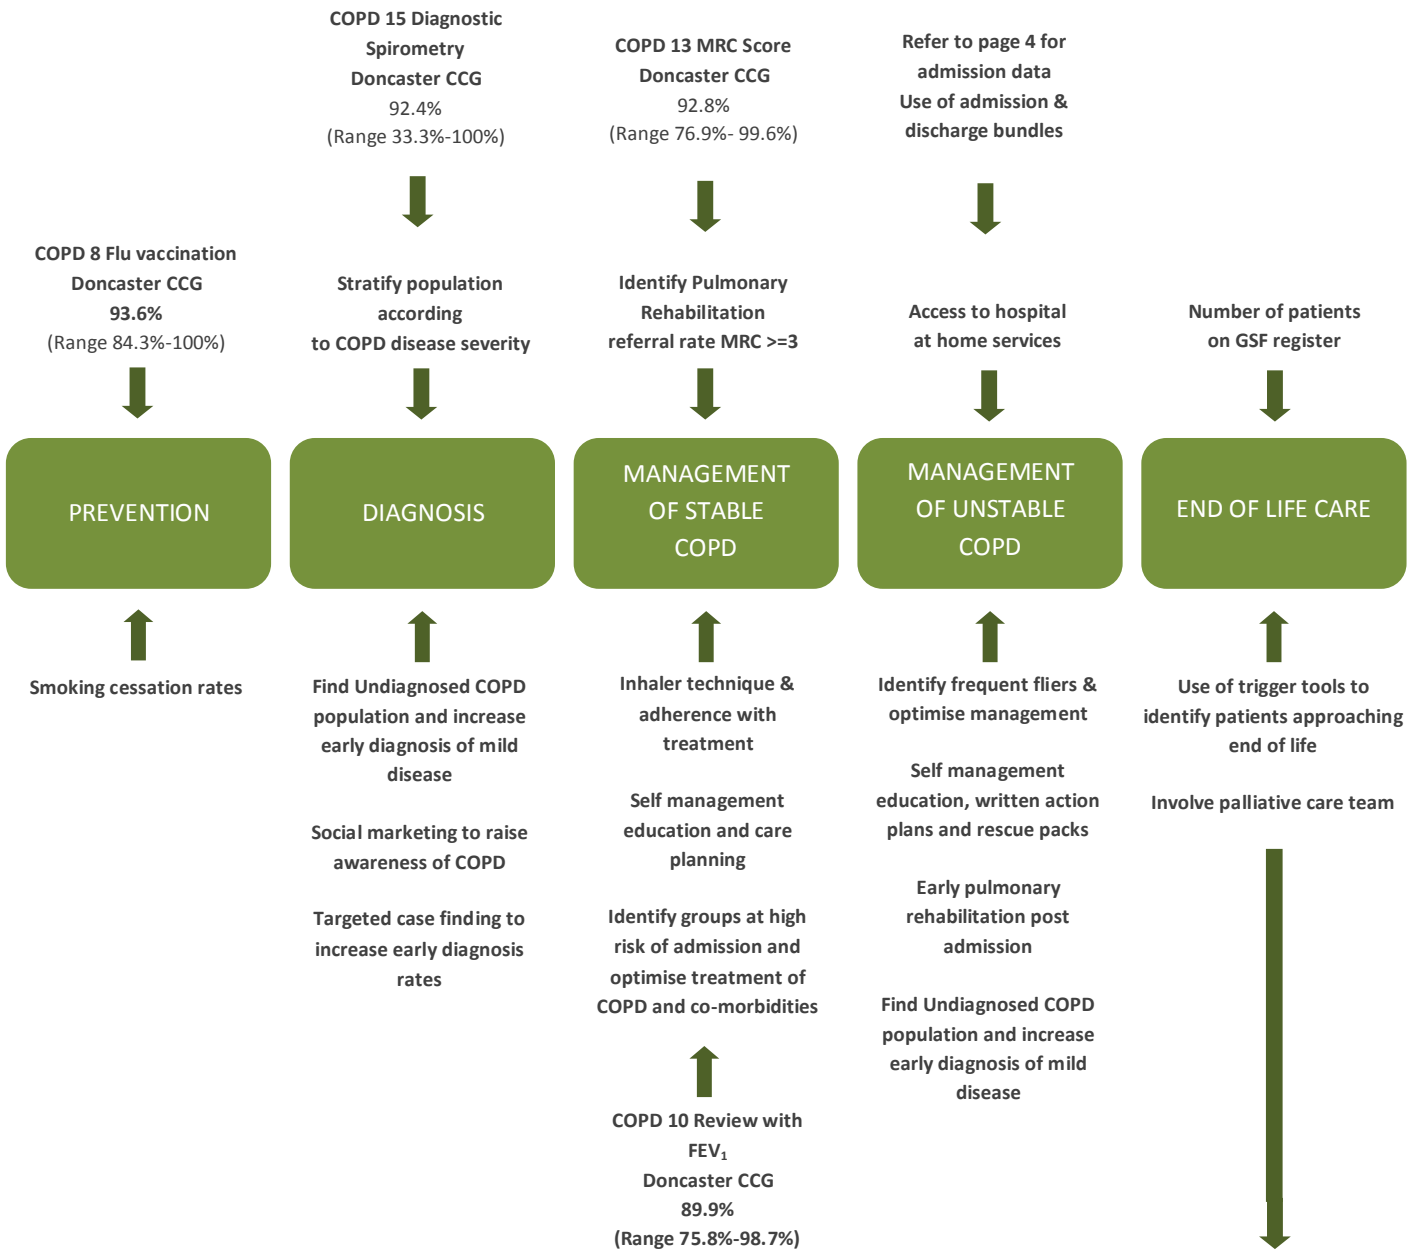 COPD 15 Diagnostic
Spirometry
Doncaster CCG
92.4%
(Range 33.3%-100%)
COPD 13 MRC Score
Doncaster CCG
92.8%
(Range 76.9%- 99.6%)
Refer to page 4 for
admission data
Use of admission &
discharge bundles
COPD 8 Flu vaccination
Doncaster CCG
93.6%
(Range 84.3%-100%)
Stratify population
according
to COPD disease severity
Identify Pulmonary
Rehabilitation
referral rate MRC >=3
Access to hospital
at home services
Number of patients
on GSF register
PREVENTION
DIAGNOSIS
MANAGEMENT
OF STABLE
COPD
MANAGEMENT
OF UNSTABLE
COPD
END OF LIFE CARE
Smoking cessation rates
Find Undiagnosed COPD
population and increase
early diagnosis of mild
disease
Social marketing to raise
awareness of COPD
Targeted case finding to
increase early diagnosis
rates
Inhaler technique &
adherence with
treatment
Self management
education and care
planning
Identify groups at high
risk of admission and
optimise treatment of
COPD and co-morbidities
COPD 10 Review with
FEV₁
Doncaster CCG
89.9%
(Range 75.8%-98.7%)
Identify frequent fliers &
optimise management
Self management
education, written action
plans and rescue packs
Early pulmonary
rehabilitation post
admission
Find Undiagnosed COPD
population and increase
early diagnosis of mild
disease
Use of trigger tools to
identify patients approaching
end of life
Involve palliative care team